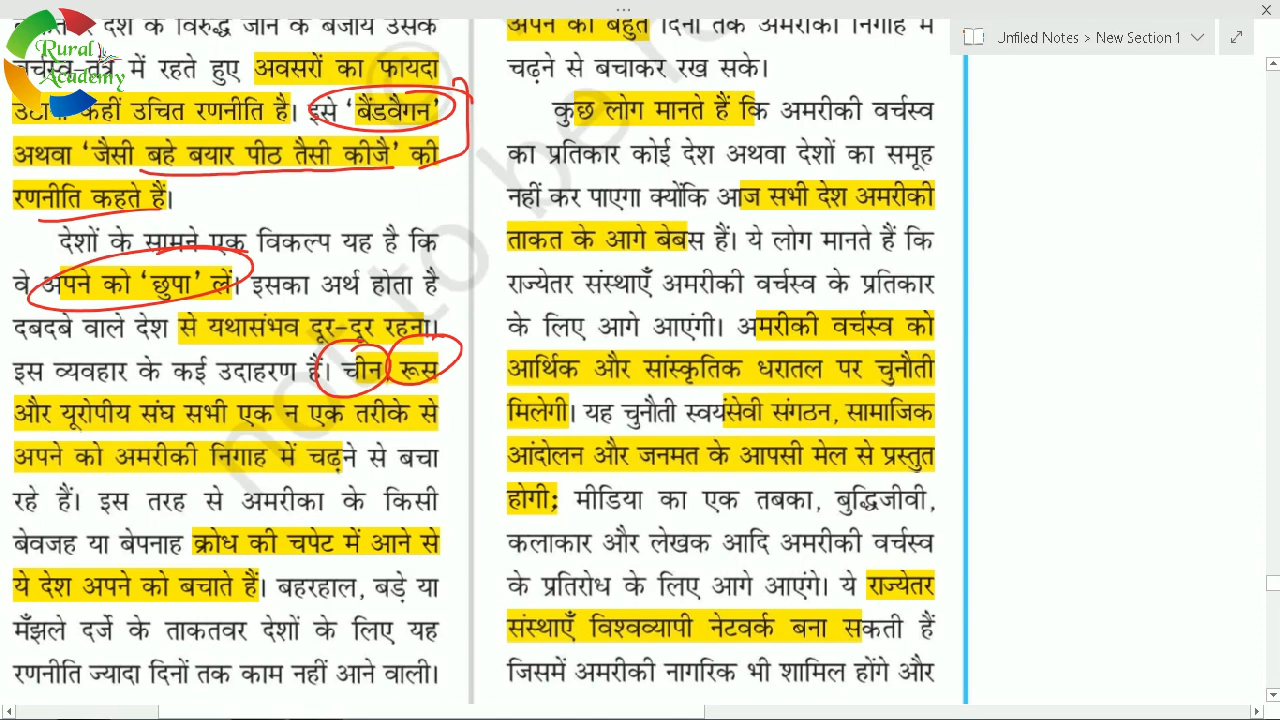 Rural
Academy
देश के विरुद्ध जाने के बजाय उसके
में रहते हुए अवसरों का फायदा
उठाना कहीं उचित रणनीति है। इसे 'बैंडवैगन'
अथवा 'जैसी बहे बयार पीठ तैसी कीजै' की
रणनीति कहते हैं।
देशों के सामने एक विकल्प यह है कि
वे अपने को 'छुपा' लें। इसका अर्थ होता है
दबदबे वाले देश से यथासंभव दूर-दूर रहना।
इस व्यवहार के कई उदाहरण हैं। चीन, रूस
और यूरोपीय संघ सभी एक न एक तरीके से
अपने को अमरीकी निगाह में चढ़ने से बचा
रहे हैं। इस तरह से अमरीका के किसी
बेवजह या बेपनाह क्रोध की चपेट में आने से
ये देश अपने को बचाते हैं। बहरहाल, बड़े या
मँझले दर्जे के ताकतवर देशों के लिए यह
रणनीति ज्यादा दिनों तक काम नहीं आने वाली।
अपने को बहुत दिनों तक अमरीकी निगाह में
चढ़ने से बचाकर रख सके।
कुछ लोग मानते हैं कि अमरीकी वर्चस्व
का प्रतिकार कोई देश अथवा देशों का समूह
नहीं कर पाएगा क्योंकि आज सभी देश अमरीकी
ताकत के आगे बेबस हैं। ये लोग मानते हैं कि
राज्येतर संस्थाएँ अमरीकी वर्चस्व के प्रतिकार
के लिए आगे आएंगी। अमरीकी वर्चस्व को
आर्थिक और सांस्कृतिक धरातल पर चुनौती
मिलेगी। यह चुनौती स्वयंसेवी संगठन, सामाजिक
आंदोलन और जनमत के आपसी मेल से प्रस्तुत
होगी; मीडिया का एक तबका, बुद्धिजीवी,
कलाकार और लेखक आदि अमरीकी वर्चस्व
के प्रतिरोध के लिए आगे आएंगे। ये राज्येतर
संस्थाएँ विश्वव्यापी नेटवर्क बना सकती हैं
जिसमें अमरीकी नागरिक भी शामिल होंगे और
not to be
Unfiled Notes > New Section 1